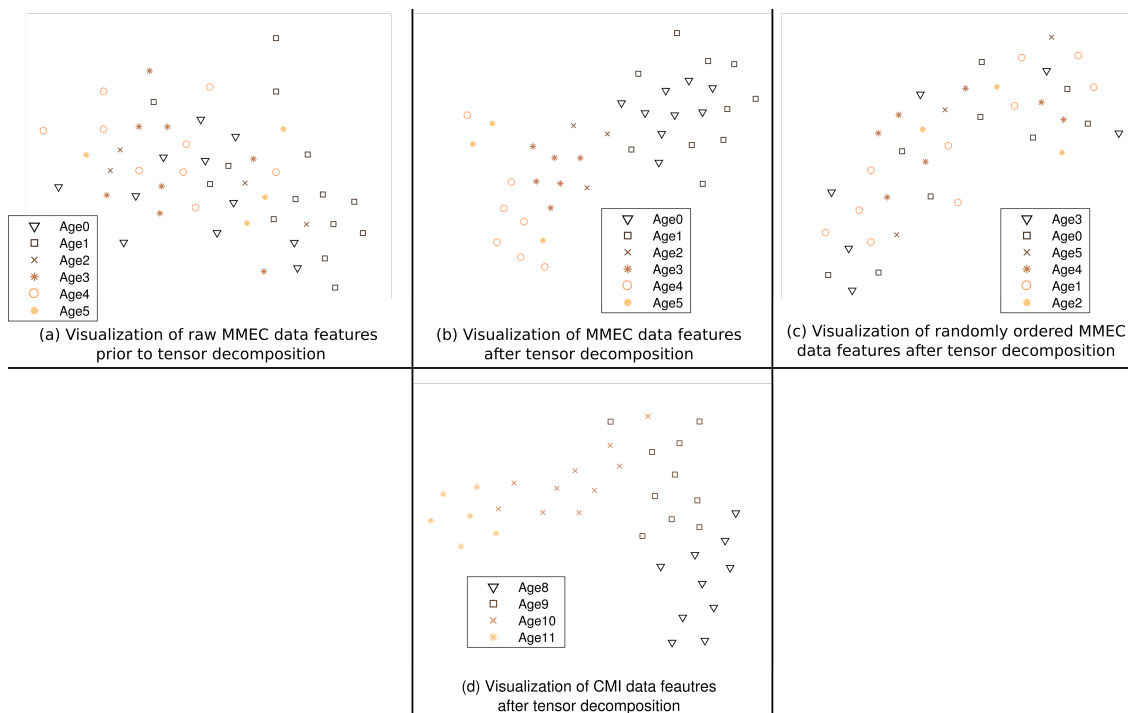 Age0
Age1
Age2
Age3
Age4
Age5
(a) Visualization of raw MMEC data features
prior to tensor decomposition
Age0
Age1
Age2
Age3
Age4
Age5
(b) Visualization of MMEC data features
after tensor decomposition
Age3
Age0
Age5
Age4
Age1
Age2
(c) Visualization of randomly ordered MMEC
data features after tensor decomposition
Age8
Age9
Age10
Age11
(d) Visualization of CMI data feautres
after tensor decomposition